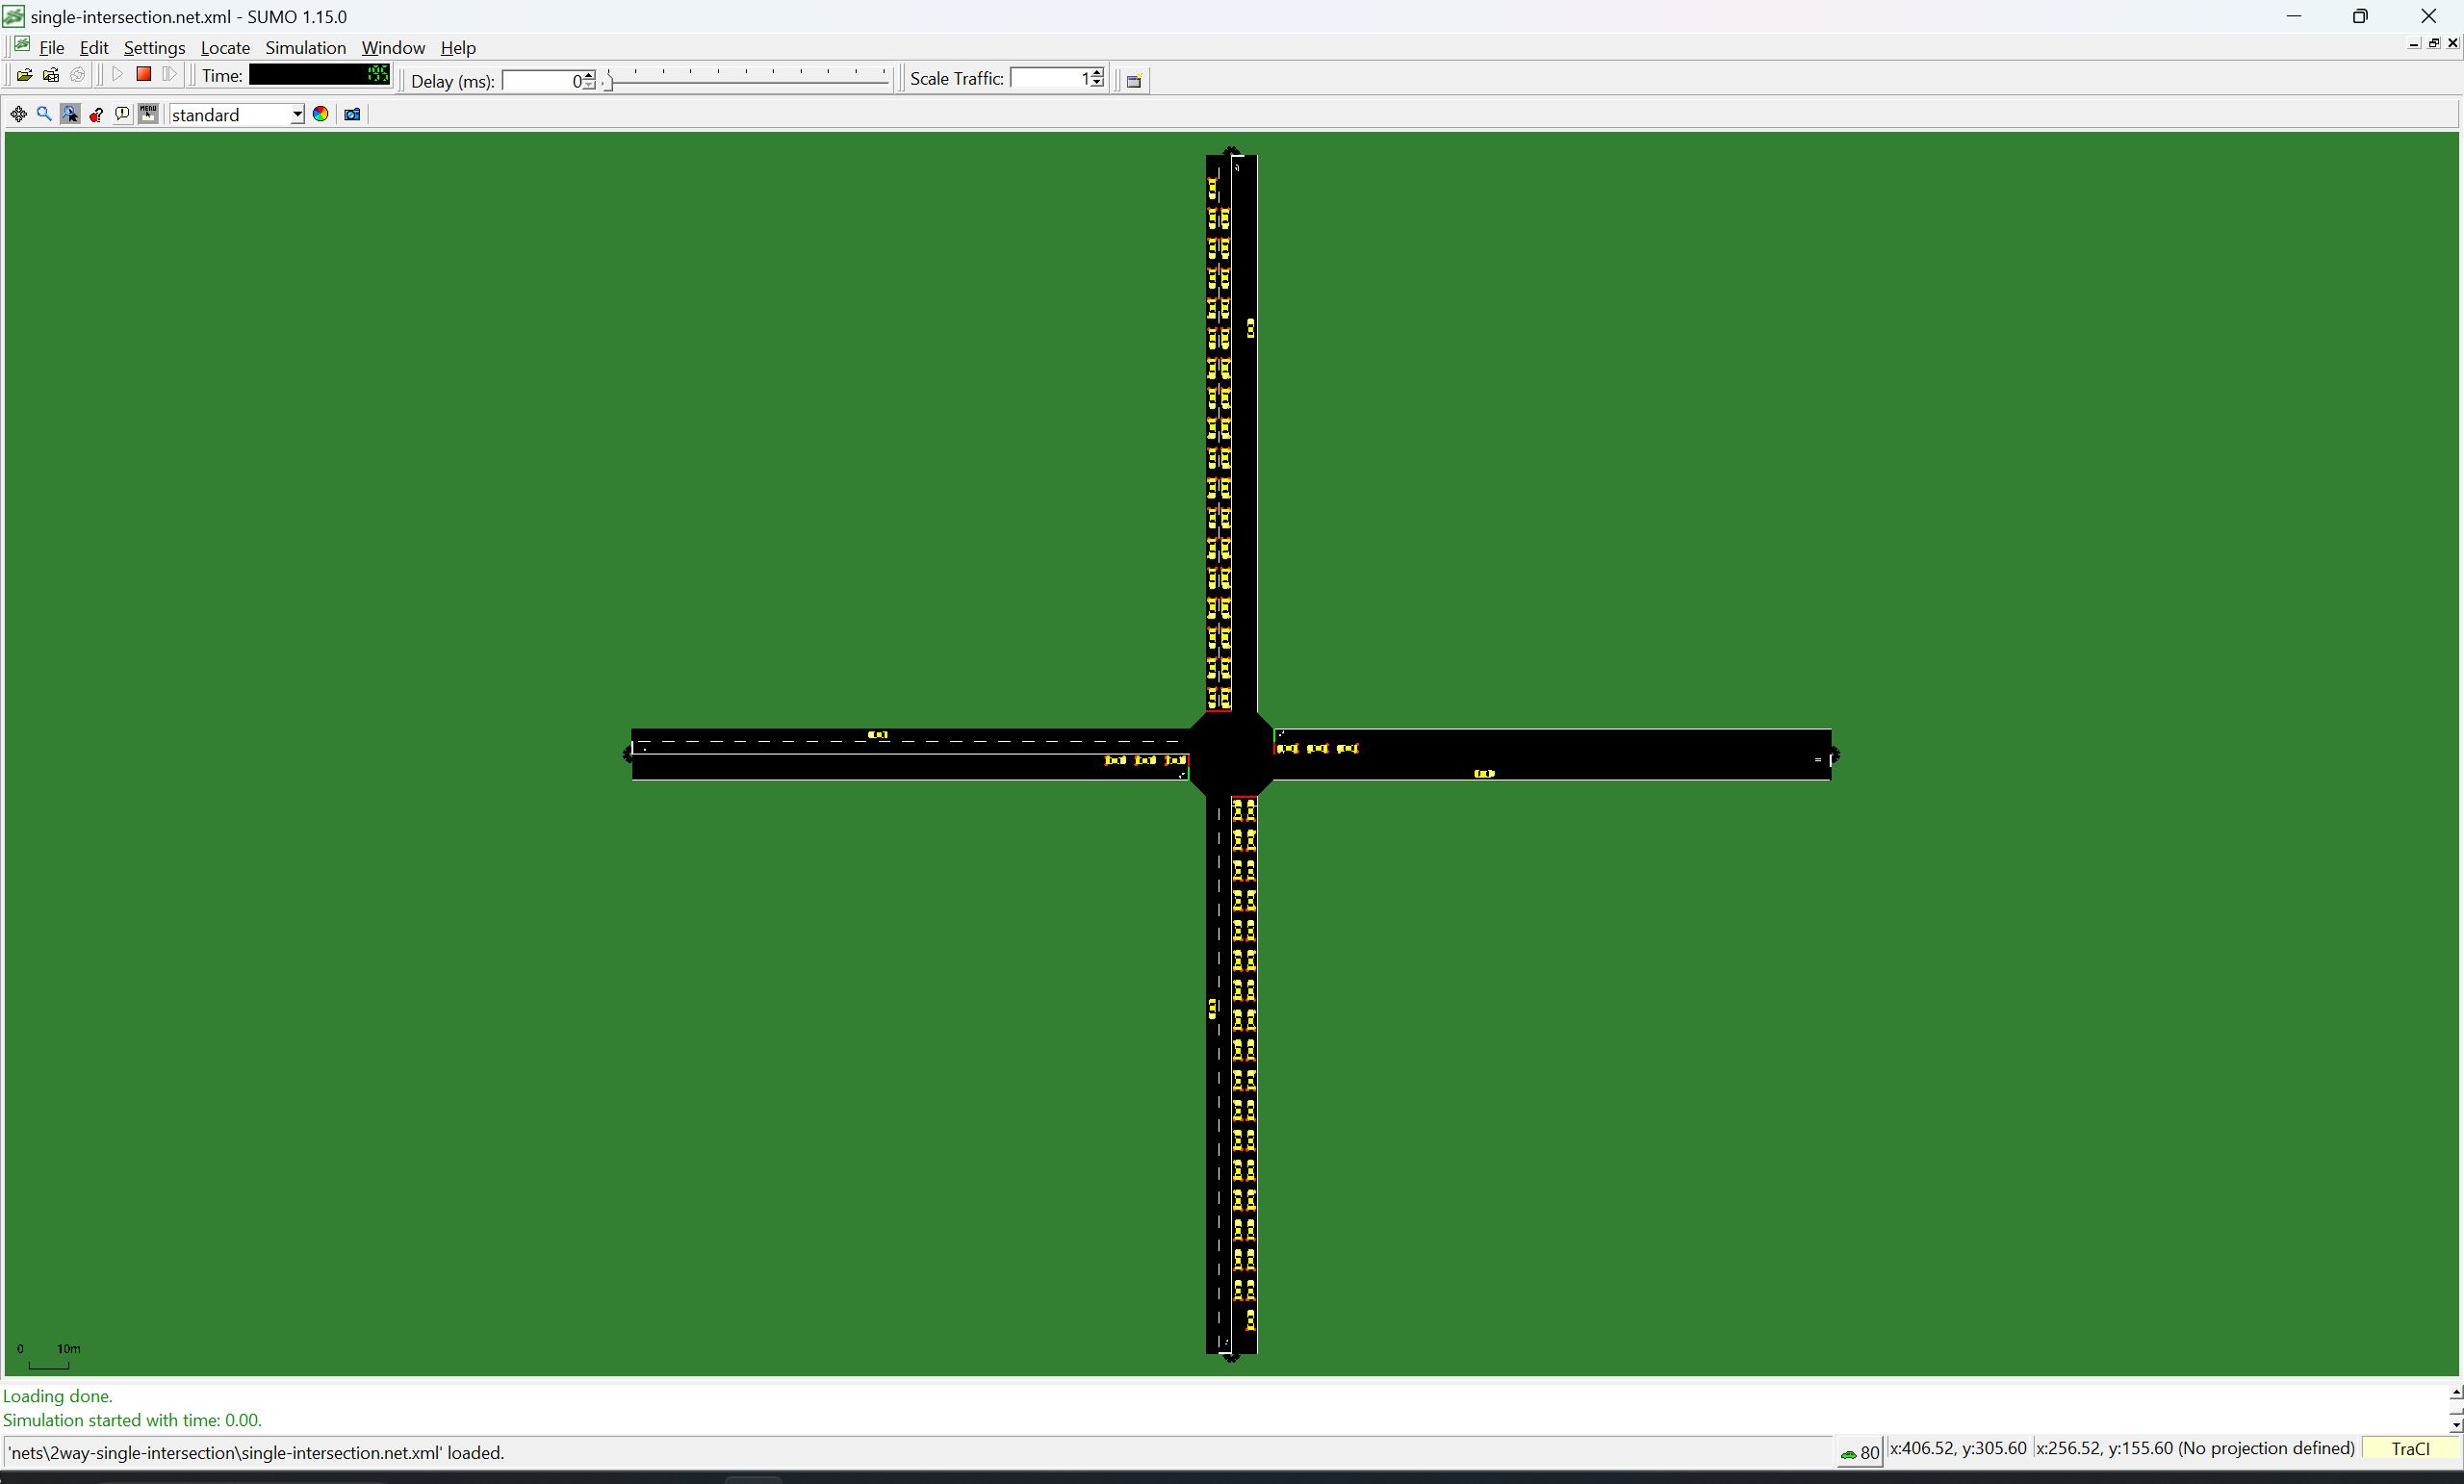 single-intersection.net.xml - SUMO 1.15.0
File Edit Settings Locate Simulation Window Help
Time: 195 Delay (ms): 0 Scale Traffic: 1
MENU standard
0 10m
Loading done.
Simulation started with time: 0.00.
'nets\2way-single-intersection\single-intersection.net.xml' loaded. 80 x:406.52, y:305.60 x:256.52, y:155.60 (No projection defined) TraCI